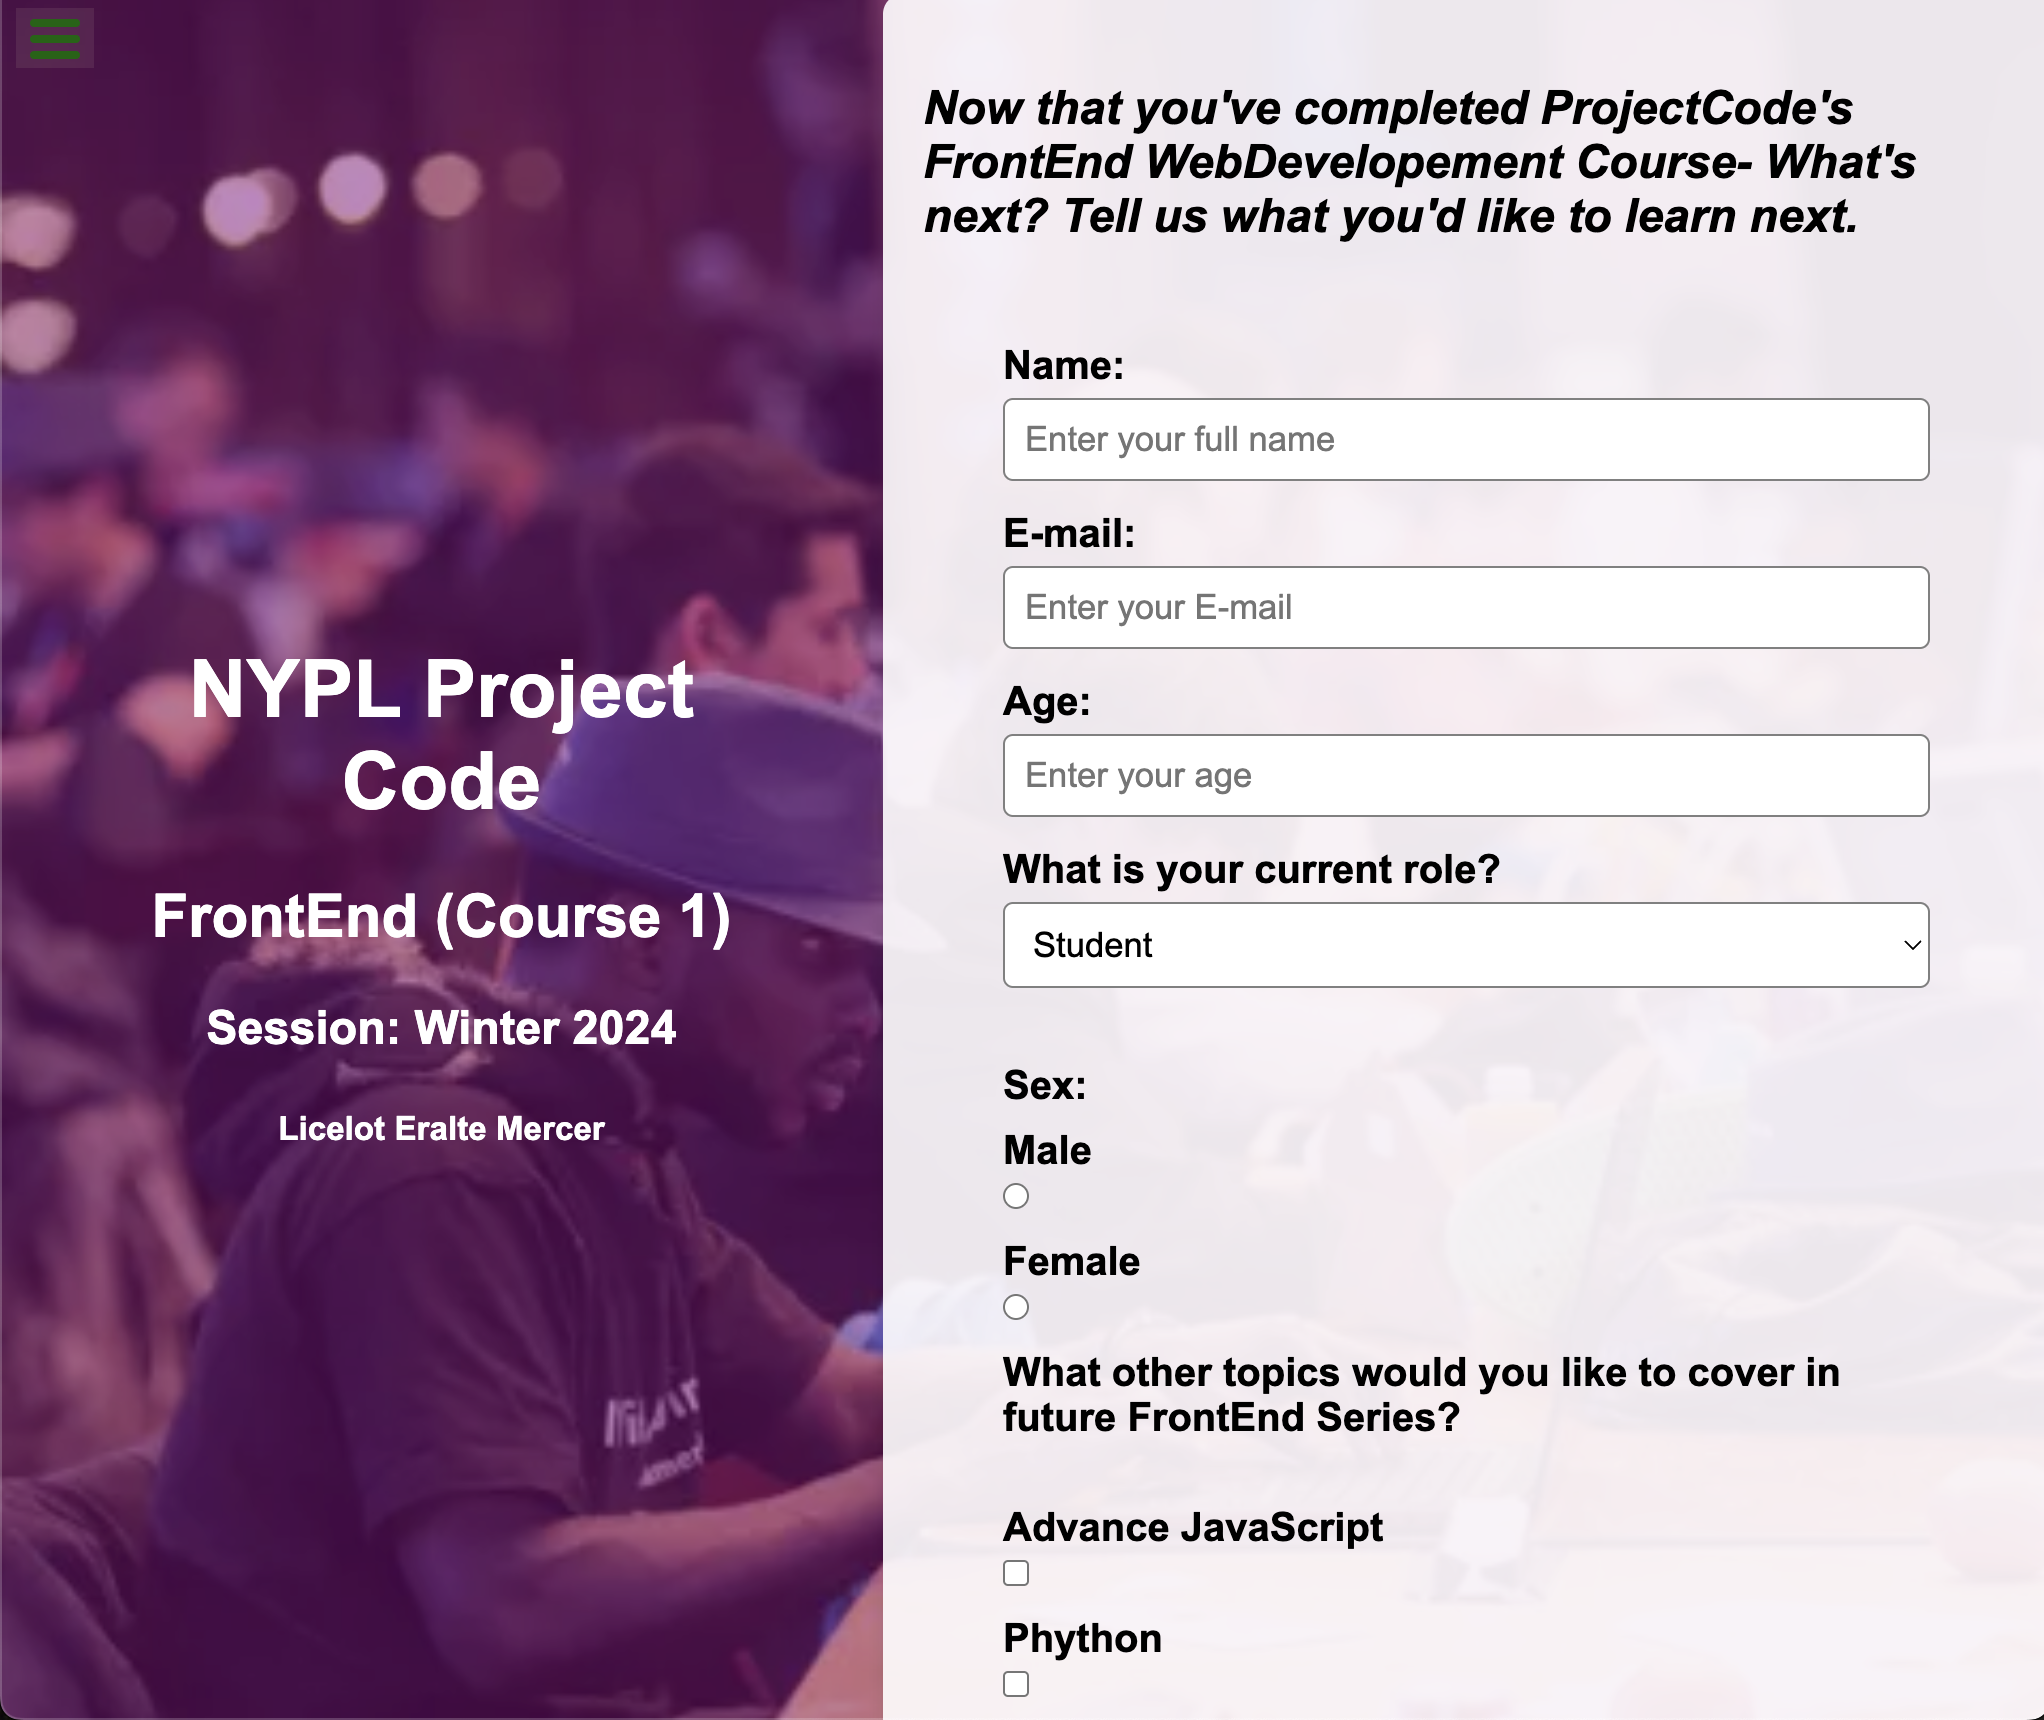 NYPL Project
Code
FrontEnd (Course 1)
Session: Winter 2024
Licelot Eralte Mercer
Now that you've completed ProjectCode's
FrontEnd WebDevelopement Course- What's
next? Tell us what you'd like to learn next.
Name:
Enter your full name
E-mail:
Enter your E-mail
Age:
Enter your age
What is your current role?
Student
Sex:
Male
Female
What other topics would you like to cover in
future FrontEnd Series?
Advance JavaScript
Phython